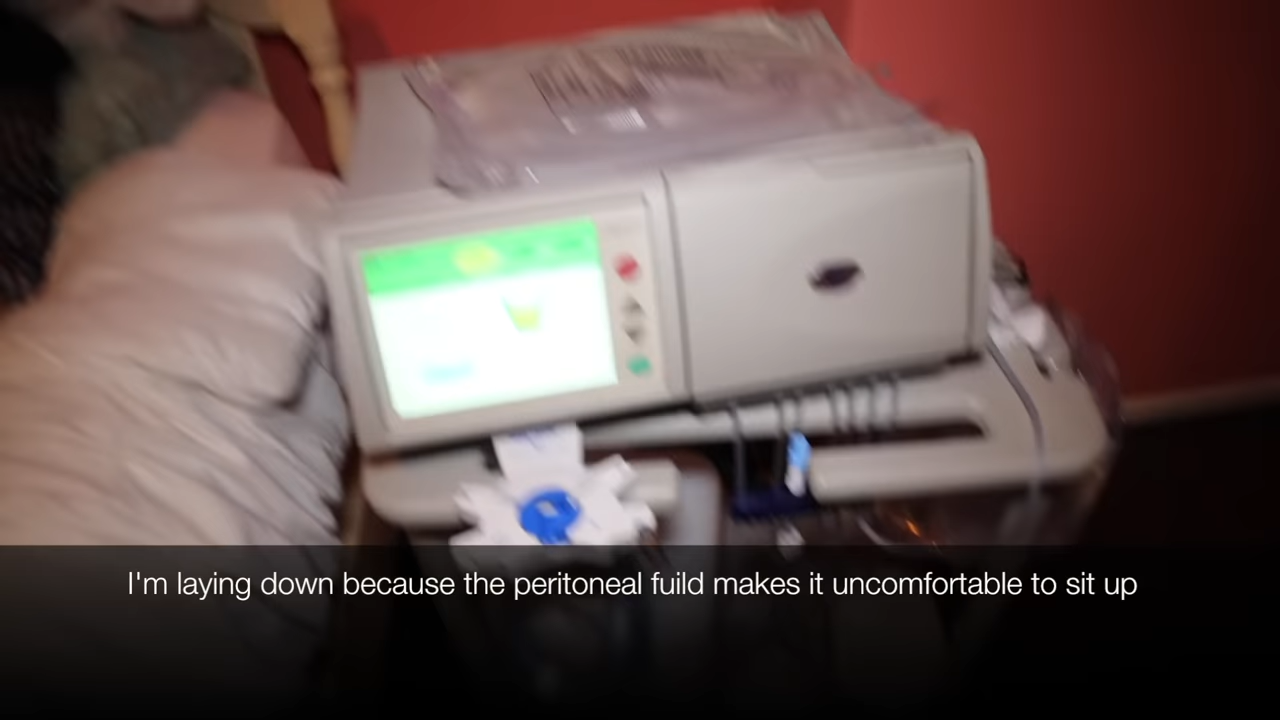 I'm laying down because the peritoneal fuild makes it uncomfortable to sit up